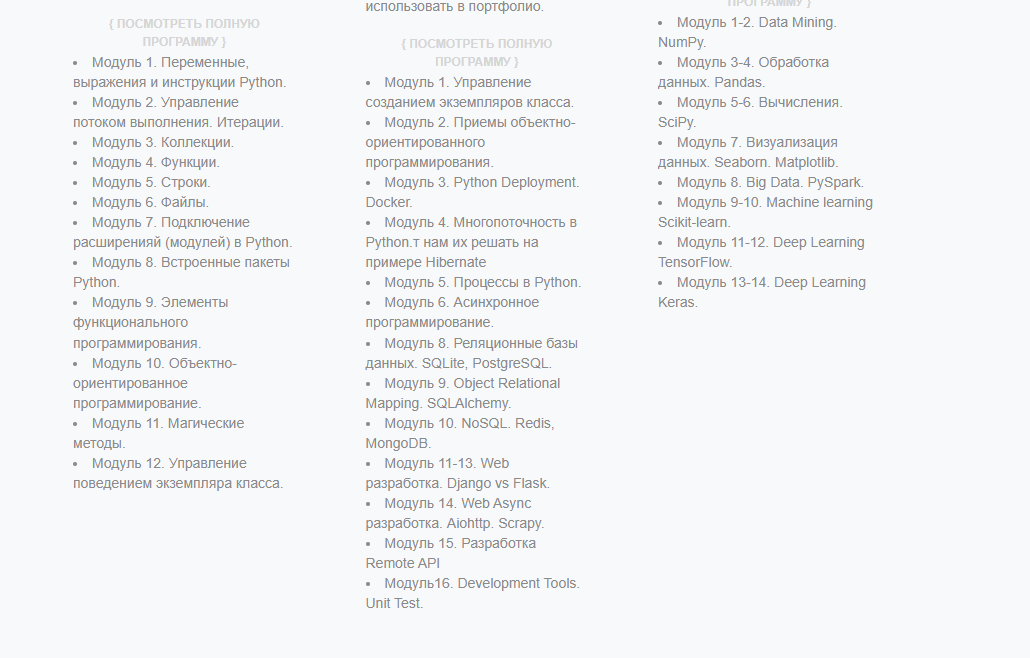 { ПОСМОТРЕТЬ ПОЛНУЮ
ПРОГРАММУ }
• Модуль 1. Переменные,
выражения и инструкции Python.
• Модуль 2. Управление
потоком выполнения. Итерации.
• Модуль 3. Коллекции.
• Модуль 4. Функции.
• Модуль 5. Строки.
• Модуль 6. Файлы.
• Модуль 7. Подключение
расширенияй (модулей) в Python.
• Модуль 8. Встроенные пакеты
Python.
• Модуль 9. Элементы
функционального
программирования.
• Модуль 10. Объектно-
ориентированное
программирование.
• Модуль 11. Магические
методы.
• Модуль 12. Управление
поведением экземпляра класса.
использовать в портфолио.
{ ПОСМОТРЕТЬ ПОЛНУЮ
ПРОГРАММУ }
• Модуль 1. Управление
созданием экземпляров класса.
• Модуль 2. Приемы объектно-
ориентированного
программирования.
• Модуль 3. Python Deployment.
Docker.
• Модуль 4. Многопоточность в
Python.т нам их решать на
примере Hibernate
• Модуль 5. Процессы в Python.
• Модуль 6. Асинхронное
программирование.
• Модуль 8. Реляционные базы
данных. SQLite, PostgreSQL.
• Модуль 9. Object Relational
Mapping. SQLAlchemy.
• Модуль 10. NoSQL. Redis,
MongoDB.
• Модуль 11-13. Web
разработка. Django vs Flask.
• Модуль 14. Web Async
разработка. Aiohttp. Scrapy.
• Модуль 15. Разработка
Remote API
• Модуль16. Development Tools.
Unit Test.
ПРОГРАММУ }
• Модуль 1-2. Data Mining.
NumPy.
• Модуль 3-4. Обработка
данных. Pandas.
• Модуль 5-6. Вычисления.
SciPy.
• Модуль 7. Визуализация
данных. Seaborn. Matplotlib.
• Модуль 8. Big Data. PySpark.
• Модуль 9-10. Machine learning
Scikit-learn.
• Модуль 11-12. Deep Learning
TensorFlow.
• Модуль 13-14. Deep Learning
Keras.